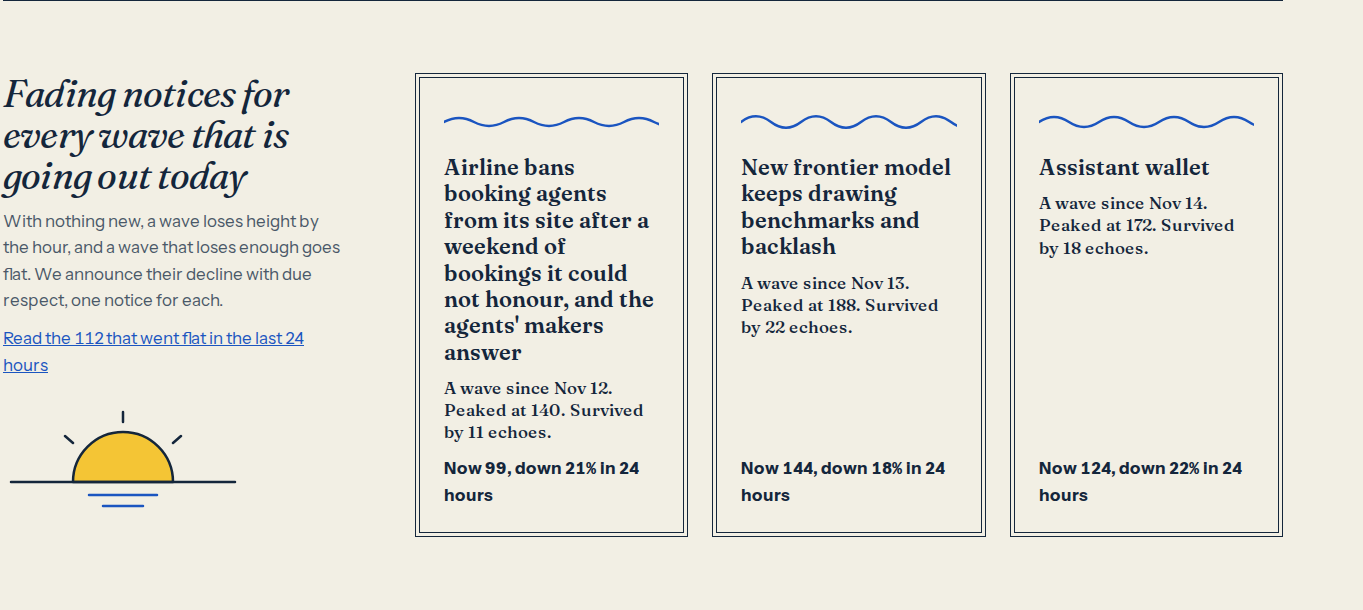 Fading notices for
every wave that is
going out today
With nothing new, a wave loses height by
the hour, and a wave that loses enough goes
flat. We announce their decline with due
respect, one notice for each.
Read the 112 that went flat in the last 24
hours
Airline bans
booking agents
from its site after a
weekend of
bookings it could
not honour, and the
agents' makers
answer
A wave since Nov 12.
Peaked at 140. Survived
by 11 echoes.
Now 99, down 21% in 24
hours
New frontier model
keeps drawing
benchmarks and
backlash
A wave since Nov 13.
Peaked at 188. Survived
by 22 echoes.
Now 144, down 18% in 24
hours
Assistant wallet
A wave since Nov 14.
Peaked at 172. Survived
by 18 echoes.
Now 124, down 22% in 24
hours